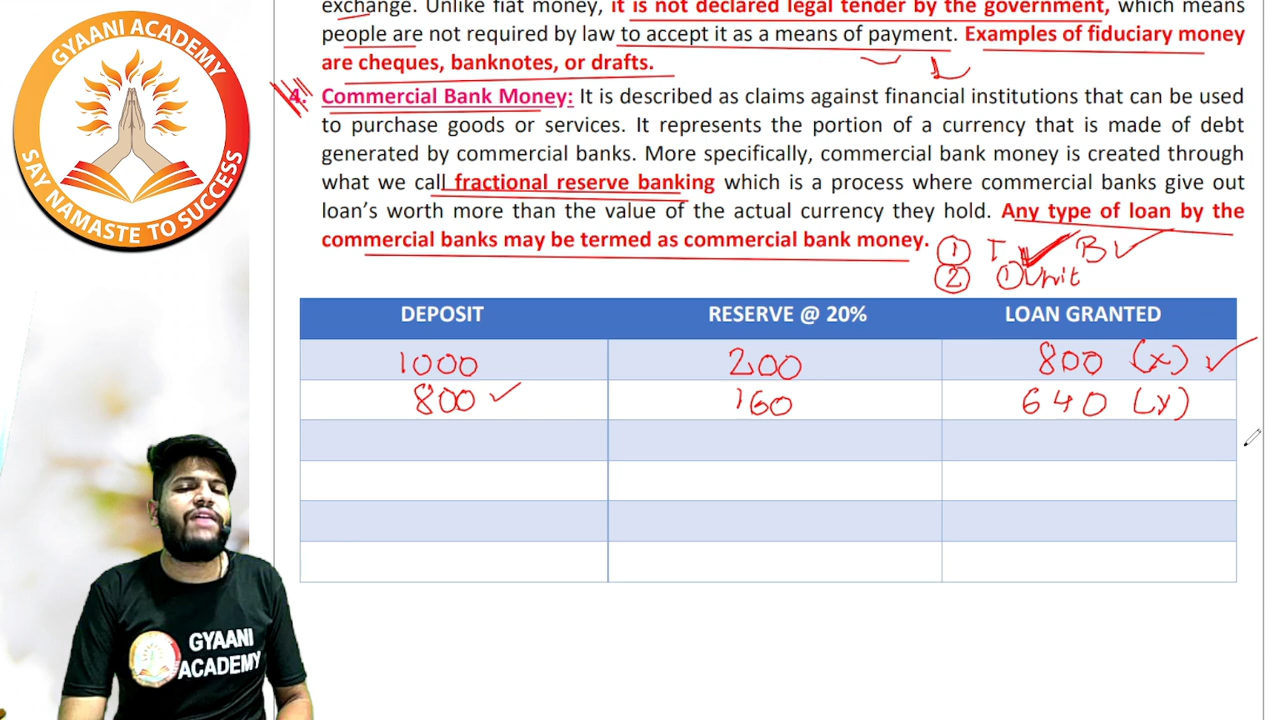 GYAANI ACADEMY
SAY NAMASTE TO SUCCESS
exchange. Unlike fiat money, it is not declared legal tender by the government, which means
people are not required by law to accept it as a means of payment. Examples of fiduciary money
are cheques, banknotes, or drafts.
4. Commercial Bank Money: It is described as claims against financial institutions that can be used
to purchase goods or services. It represents the portion of a currency that is made of debt
generated by commercial banks. More specifically, commercial bank money is created through
what we call fractional reserve banking which is a process where commercial banks give out
loan's worth more than the value of the actual currency they hold. Any type of loan by the
commercial banks may be termed as commercial bank money.
1 I B
2 1 Unit
DEPOSIT RESERVE @ 20% LOAN GRANTED
1000 200 800 (x)
800 160 640 (y)
GYAANI
ACADEMY